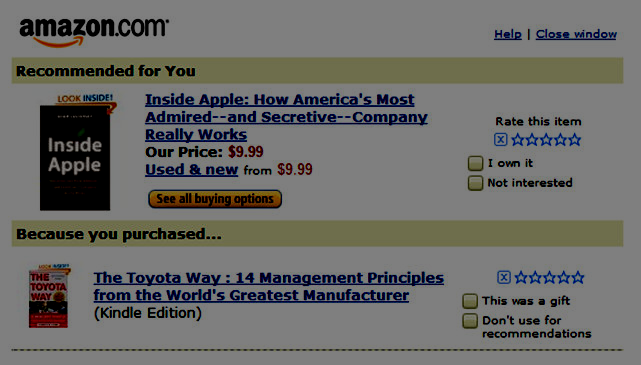 amazon.com
Help | Close window
Recommended for You
LOOK INSIDE!
Inside
Apple
Inside Apple: How America's Most
Admired--and Secretive--Company
Really Works
Our Price: $9.99
Used & new from $9.99
See all buying options
Rate this item
X
I own it
Not interested
Because you purchased...
LOOK INSIDE!
THE
TOYOTA
WAY
The Toyota Way : 14 Management Principles
from the World's Greatest Manufacturer
(Kindle Edition)
X
This was a gift
Don't use for
recommendations